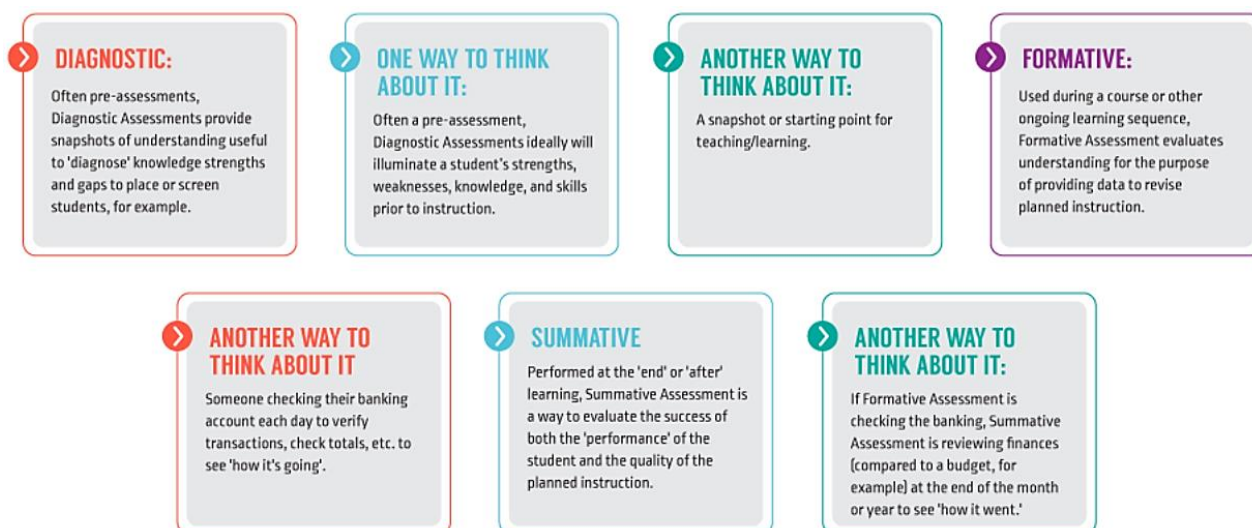 DIAGNOSTIC:
Often pre-assessments,
Diagnostic Assessments provide
snapshots of understanding useful
to 'diagnose' knowledge strengths
and gaps to place or screen
students, for example.
ONE WAY TO THINK
ABOUT IT:
Often a pre-assessment,
Diagnostic Assessments ideally will
illuminate a student's strengths,
weaknesses, knowledge, and skills
prior to instruction.
ANOTHER WAY TO
THINK ABOUT IT:
A snapshot or starting point for
teaching/learning.
FORMATIVE:
Used during a course or other
ongoing learning sequence,
Formative Assessment evaluates
understanding for the purpose
of providing data to revise
planned instruction.
ANOTHER WAY TO
THINK ABOUT IT
Someone checking their banking
account each day to verify
transactions, check totals, etc. to
see 'how it's going'.
SUMMATIVE
Performed at the 'end' or 'after'
learning, Summative Assessment is
a way to evaluate the success of
both the 'performance' of the
student and the quality of the
planned instruction.
ANOTHER WAY TO
THINK ABOUT IT:
If Formative Assessment is
checking the banking, Summative
Assessment is reviewing finances
(compared to a budget, for
example) at the end of the month
or year to see 'how it went.'